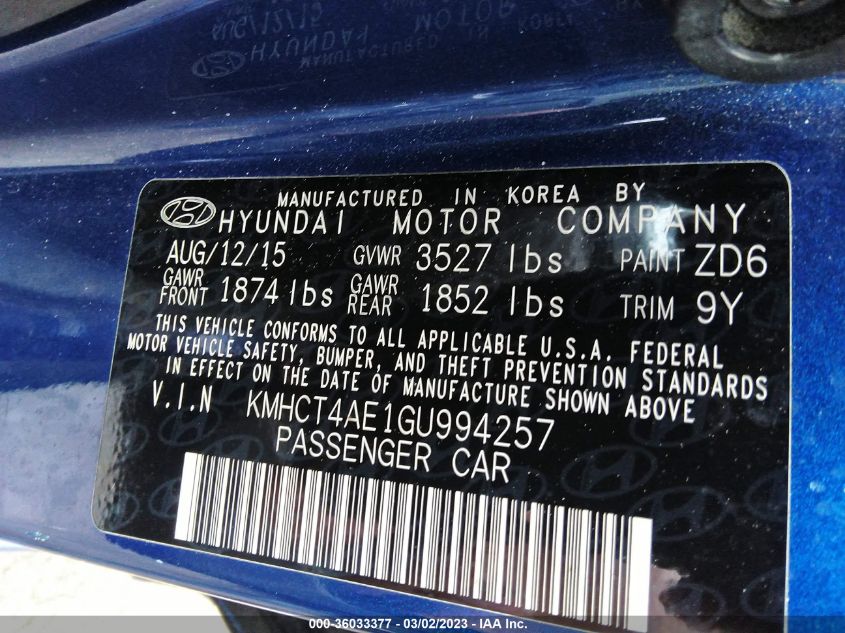 MANUFACTURED IN KOREA BY
HYUNDAI MOTOR COMPANY
AUG/12/15 GVWR 3527 lbs PAINT ZD6
GAWR FRONT 1874 lbs GAWR REAR 1852 lbs TRIM 9Y
THIS VEHICLE CONFORMS TO ALL APPLICABLE U.S.A. FEDERAL
MOTOR VEHICLE SAFETY, BUMPER, AND THEFT PREVENTION STANDARDS
IN EFFECT ON THE DATE OF MANUFACTURE SHOWN ABOVE.
V.I.N KMHCT4AE1GU994257
PASSENGER CAR
000-36033377 - 03/02/2023 - IAA Inc.